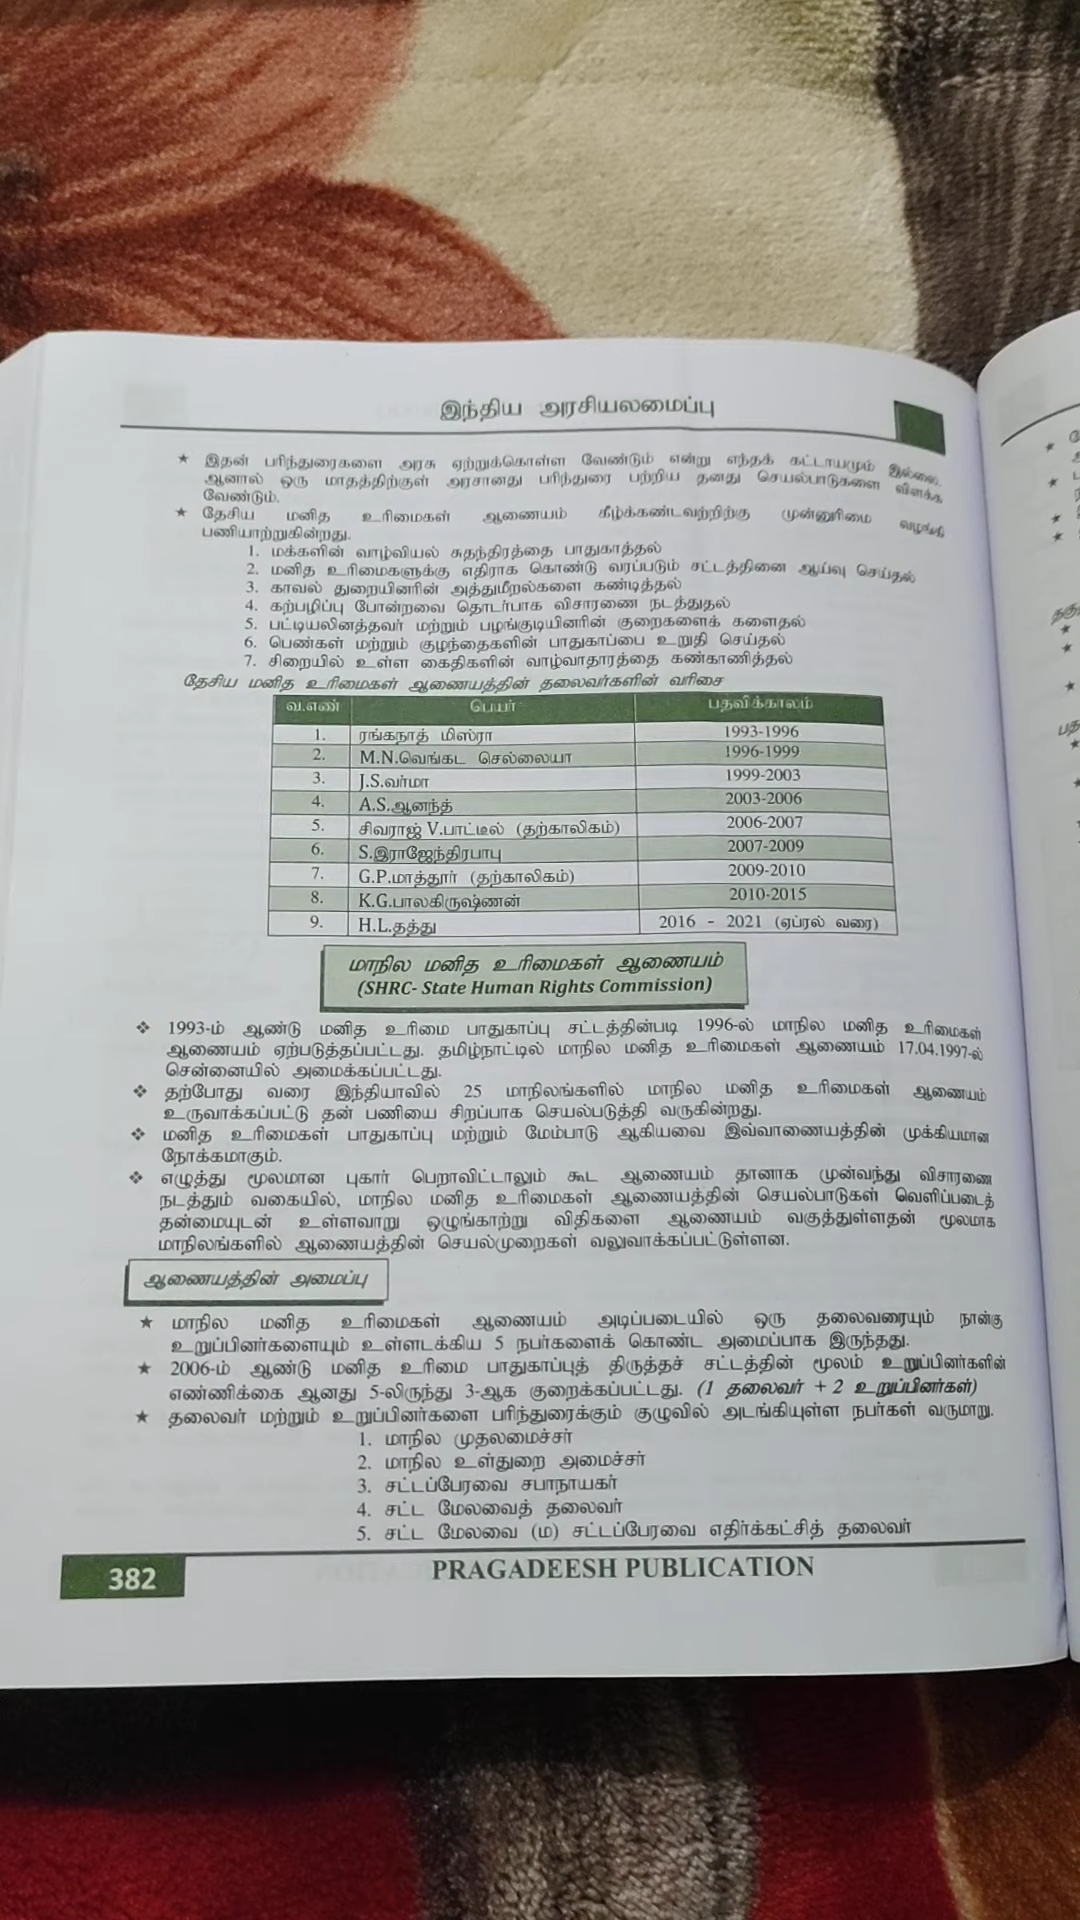 இந்திய அரசியலமைப்பு
★ இதன் பரிந்துரைகளை அரசு ஏற்றுக்கொள்ள வேண்டும் என்று எந்தக் கட்டாயமும் இல்லை.
ஆனால் ஒரு மாதத்திற்குள் அரசானது பரிந்துரை பற்றிய தனது செயல்பாடுகளை விளக்க
வேண்டும்.
★ தேசிய மனித உரிமைகள் ஆணையம் கீழ்க்கண்டவற்றிற்கு முன்னுரிமை வழங்கி
பணியாற்றுகின்றது.
1. மக்களின் வாழ்வியல் சுதந்திரத்தை பாதுகாத்தல்
2. மனித உரிமைகளுக்கு எதிராக கொண்டு வரப்படும் சட்டத்தினை ஆய்வு செய்தல்
3. காவல் துறையினரின் அத்துமீறல்களை கண்டித்தல்
4. கற்பழிப்பு போன்றவை தொடர்பாக விசாரணை நடத்துதல்
5. பட்டியலினத்தவர் மற்றும் பழங்குடியினரின் குறைகளைக் களைதல்
6. பெண்கள் மற்றும் குழந்தைகளின் பாதுகாப்பை உறுதி செய்தல்
7. சிறையில் உள்ள கைதிகளின் வாழ்வாதாரத்தை கண்காணித்தல்
தேசிய மனித உரிமைகள் ஆணையத்தின் தலைவர்களின் வரிசை
வ.எண் பெயர் பதவிக்காலம்
1. ரங்கநாத் மிஸ்ரா 1993-1996
2. M.N.வெங்கட செல்லையா 1996-1999
3. J.S.வர்மா 1999-2003
4. A.S.ஆனந்த் 2003-2006
5. சிவராஜ் V.பாட்டீல் (தற்காலிகம்) 2006-2007
6. S.இராஜேந்திரபாபு 2007-2009
7. G.P.மாத்தூர் (தற்காலிகம்) 2009-2010
8. K.G.பாலகிருஷ்ணன் 2010-2015
9. H.L.தத்து 2016 - 2021 (ஏப்ரல் வரை)
மாநில மனித உரிமைகள் ஆணையம்
(SHRC- State Human Rights Commission)
❖ 1993-ம் ஆண்டு மனித உரிமை பாதுகாப்பு சட்டத்தின்படி 1996-ல் மாநில மனித உரிமைகள்
ஆணையம் ஏற்படுத்தப்பட்டது. தமிழ்நாட்டில் மாநில மனித உரிமைகள் ஆணையம் 17.04.1997-ல்
சென்னையில் அமைக்கப்பட்டது.
❖ தற்போது வரை இந்தியாவில் 25 மாநிலங்களில் மாநில மனித உரிமைகள் ஆணையம்
உருவாக்கப்பட்டு தன் பணியை சிறப்பாக செயல்படுத்தி வருகின்றது.
❖ மனித உரிமைகள் பாதுகாப்பு மற்றும் மேம்பாடு ஆகியவை இவ்வாணையத்தின் முக்கியமான
நோக்கமாகும்.
❖ எழுத்து மூலமான புகார் பெறாவிட்டாலும் கூட ஆணையம் தானாக முன்வந்து விசாரணை
நடத்தும் வகையில், மாநில மனித உரிமைகள் ஆணையத்தின் செயல்பாடுகள் வெளிப்படைத்
தன்மையுடன் உள்ளவாறு ஒழுங்காற்று விதிகளை ஆணையம் வகுத்துள்ளதன் மூலமாக
மாநிலங்களில் ஆணையத்தின் செயல்முறைகள் வலுவாக்கப்பட்டுள்ளன.
ஆணையத்தின் அமைப்பு
★ மாநில மனித உரிமைகள் ஆணையம் அடிப்படையில் ஒரு தலைவரையும் நான்கு
உறுப்பினர்களையும் உள்ளடக்கிய 5 நபர்களைக் கொண்ட அமைப்பாக இருந்தது.
★ 2006-ம் ஆண்டு மனித உரிமை பாதுகாப்புத் திருத்தச் சட்டத்தின் மூலம் உறுப்பினர்களின்
எண்ணிக்கை ஆனது 5-லிருந்து 3-ஆக குறைக்கப்பட்டது. (1 தலைவர் + 2 உறுப்பினர்கள்)
★ தலைவர் மற்றும் உறுப்பினர்களை பரிந்துரைக்கும் குழுவில் அடங்கியுள்ள நபர்கள் வருமாறு.
1. மாநில முதலமைச்சர்
2. மாநில உள்துறை அமைச்சர்
3. சட்டப்பேரவை சபாநாயகர்
4. சட்ட மேலவைத் தலைவர்
5. சட்ட மேலவை (ம) சட்டப்பேரவை எதிர்க்கட்சித் தலைவர்
382 PRAGADEESH PUBLICATION